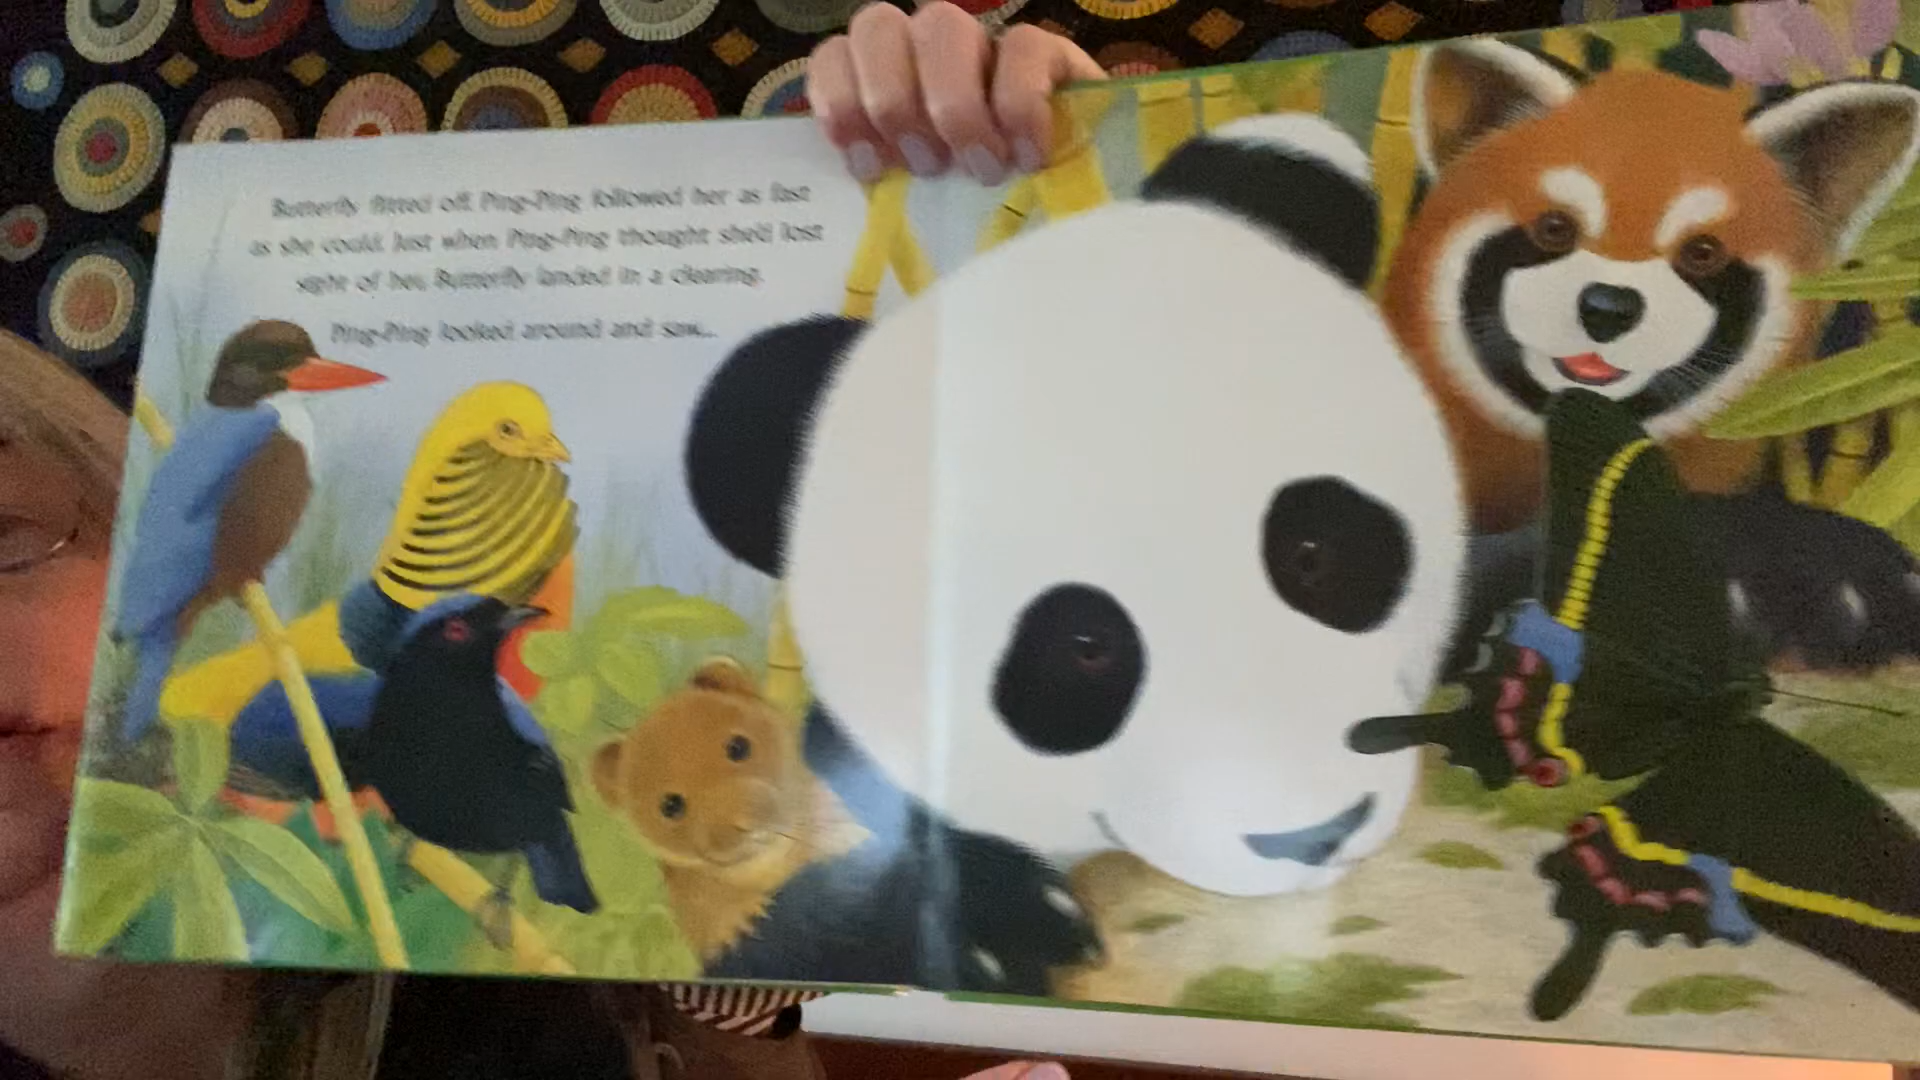 Butterfly flitted off. Ping-Ping followed her as fast
as she could. Just when Ping-Ping thought she'd lost
sight of her, Butterfly landed in a clearing.
Ping-Ping looked around and saw...